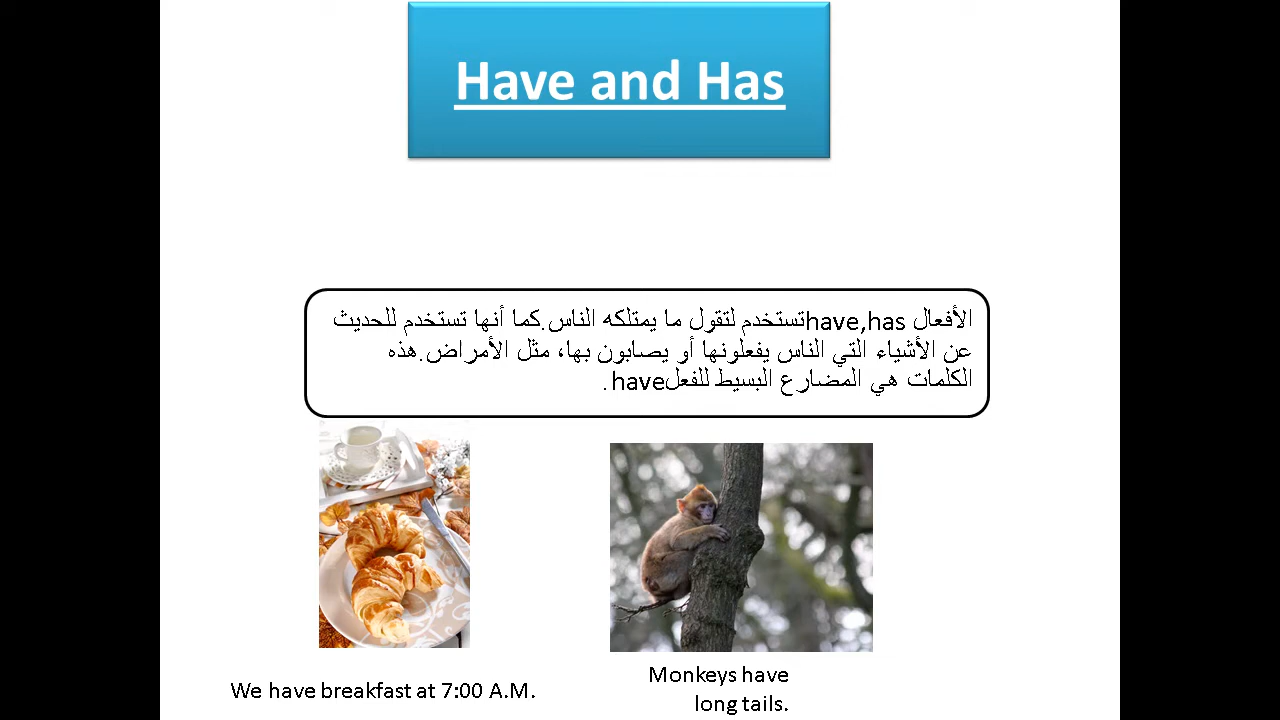 Have and Has
الأفعال have,hasتستخدم لتقول ما يمتلكه الناس.كما أنها تستخدم للحديث
عن الأشياء التي الناس يفعلونها أو يصابون بها، مثل الأمراض.هذه
الكلمات هي المضارع البسيط للفعلhave.
We have breakfast at 7:00 A.M.
Monkeys have
long tails.